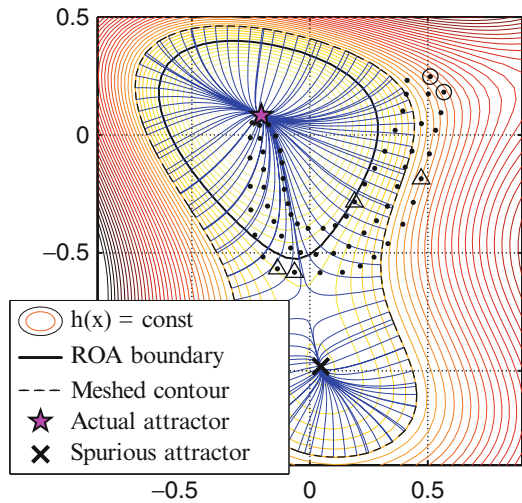 0.5
0
−0.5
h(x) = const
ROA boundary
Meshed contour
Actual attractor
Spurious attractor
−0.5
0
0.5